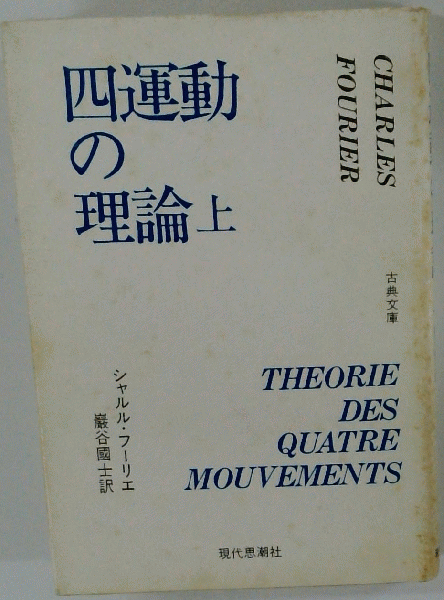 四運動
の
理論 上
CHARLES
FOURIER
古典文庫
THEORIE
DES
QUATRE
MOUVEMENTS
シャルル・フーリエ
巖谷國士訳
現代思潮社